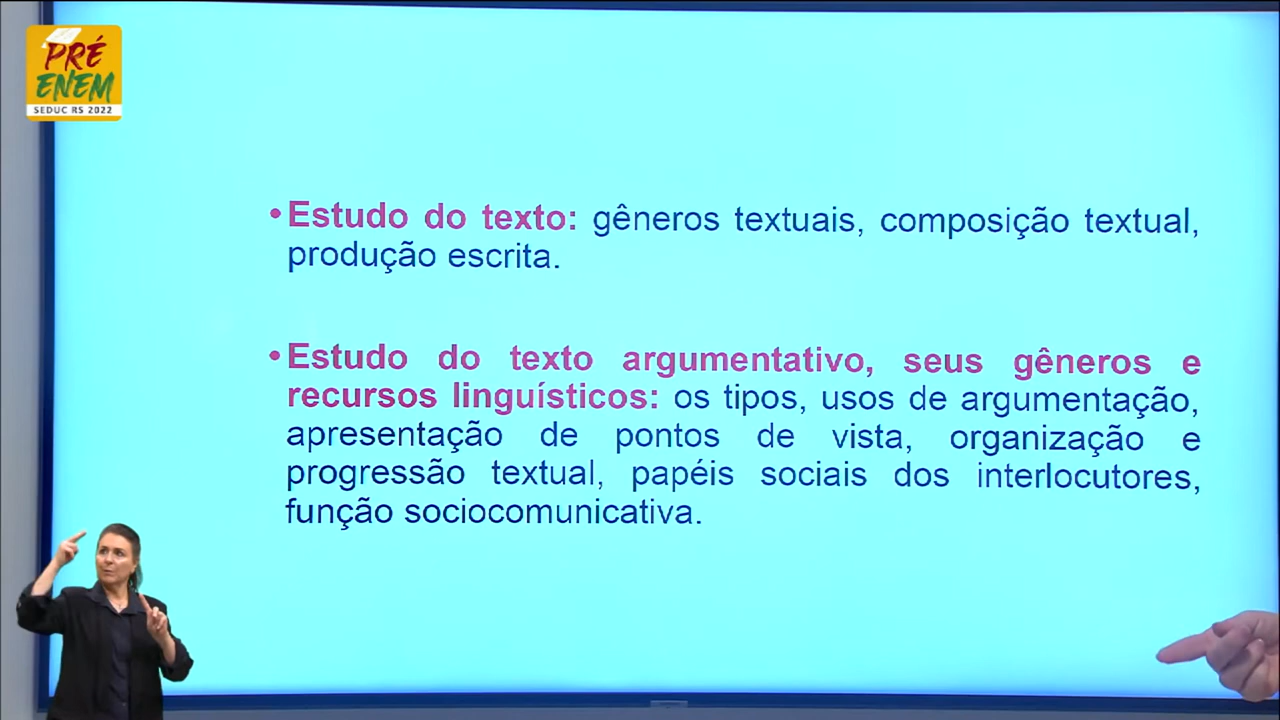 PRÉ
ENEM
SEDUC RS 2022
•Estudo do texto: gêneros textuais, composição textual,
produção escrita.
•Estudo do texto argumentativo, seus gêneros e
recursos linguísticos: os tipos, usos de argumentação,
apresentação de pontos de vista, organização e
progressão textual, papéis sociais dos interlocutores,
função sociocomunicativa.